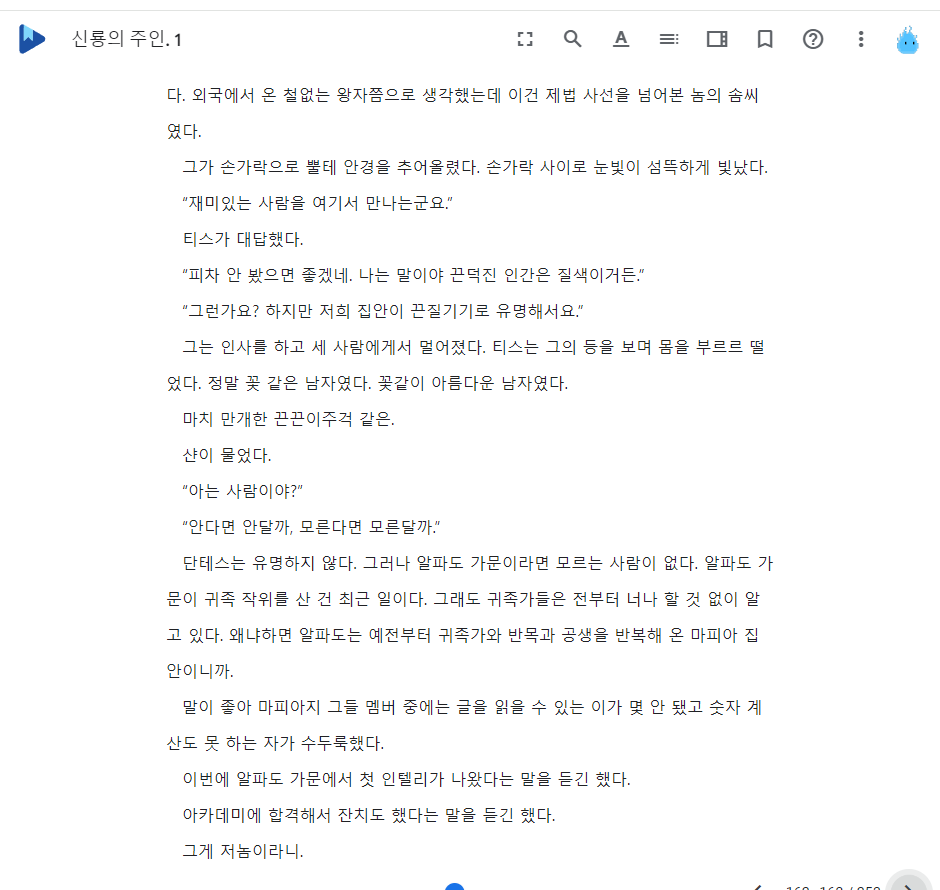 신룡의 주인. 1
다. 외국에서 온 철없는 왕자쯤으로 생각했는데 이건 제법 사선을 넘어본 놈의 솜씨
였다.
그가 손가락으로 뿔테 안경을 추어올렸다. 손가락 사이로 눈빛이 섬뜩하게 빛났다.
“재미있는 사람을 여기서 만나는군요.”
티스가 대답했다.
“피차 안 봤으면 좋겠네. 나는 말이야 끈덕진 인간은 질색이거든.”
“그런가요? 하지만 저희 집안이 끈질기기로 유명해서요.”
그는 인사를 하고 세 사람에게서 멀어졌다. 티스는 그의 등을 보며 몸을 부르르 떨
었다. 정말 꽃 같은 남자였다. 꽃같이 아름다운 남자였다.
마치 만개한 끈끈이주걱 같은.
샨이 물었다.
“아는 사람이야?”
“안다면 안달까, 모른다면 모른달까.”
단테스는 유명하지 않다. 그러나 알파도 가문이라면 모르는 사람이 없다. 알파도 가
문이 귀족 작위를 산 건 최근 일이다. 그래도 귀족가들은 전부터 너나 할 것 없이 알
고 있다. 왜냐하면 알파도는 예전부터 귀족가와 반목과 공생을 반복해 온 마피아 집
안이니까.
말이 좋아 마피아지 그들 멤버 중에는 글을 읽을 수 있는 이가 몇 안 됐고 숫자 계
산도 못 하는 자가 수두룩했다.
이번에 알파도 가문에서 첫 인텔리가 나왔다는 말을 듣긴 했다.
아카데미에 합격해서 잔치도 했다는 말을 듣긴 했다.
그게 저놈이라니.